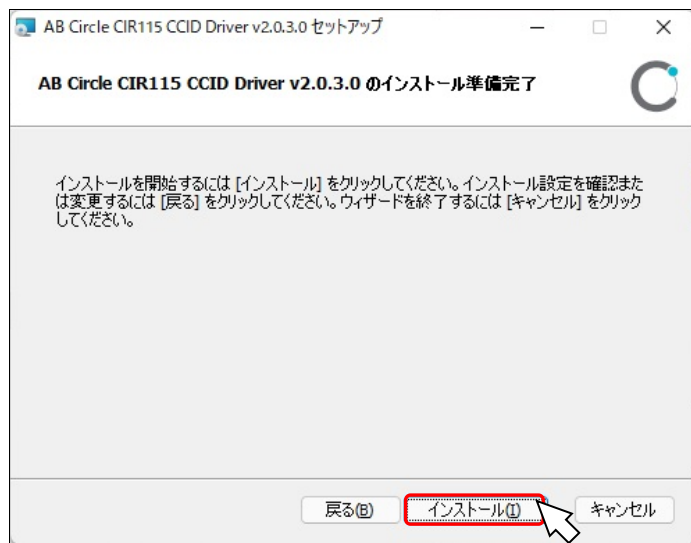 AB Circle CIR115 CCID Driver v2.0.3.0 セットアップ
AB Circle CIR115 CCID Driver v2.0.3.0 のインストール準備完了
インストールを開始するには [インストール] をクリックしてください。インストール設定を確認また
は変更するには [戻る] をクリックしてください。ウィザードを終了するには [キャンセル] をクリック
してください。
戻る(B) インストール(I) キャンセル